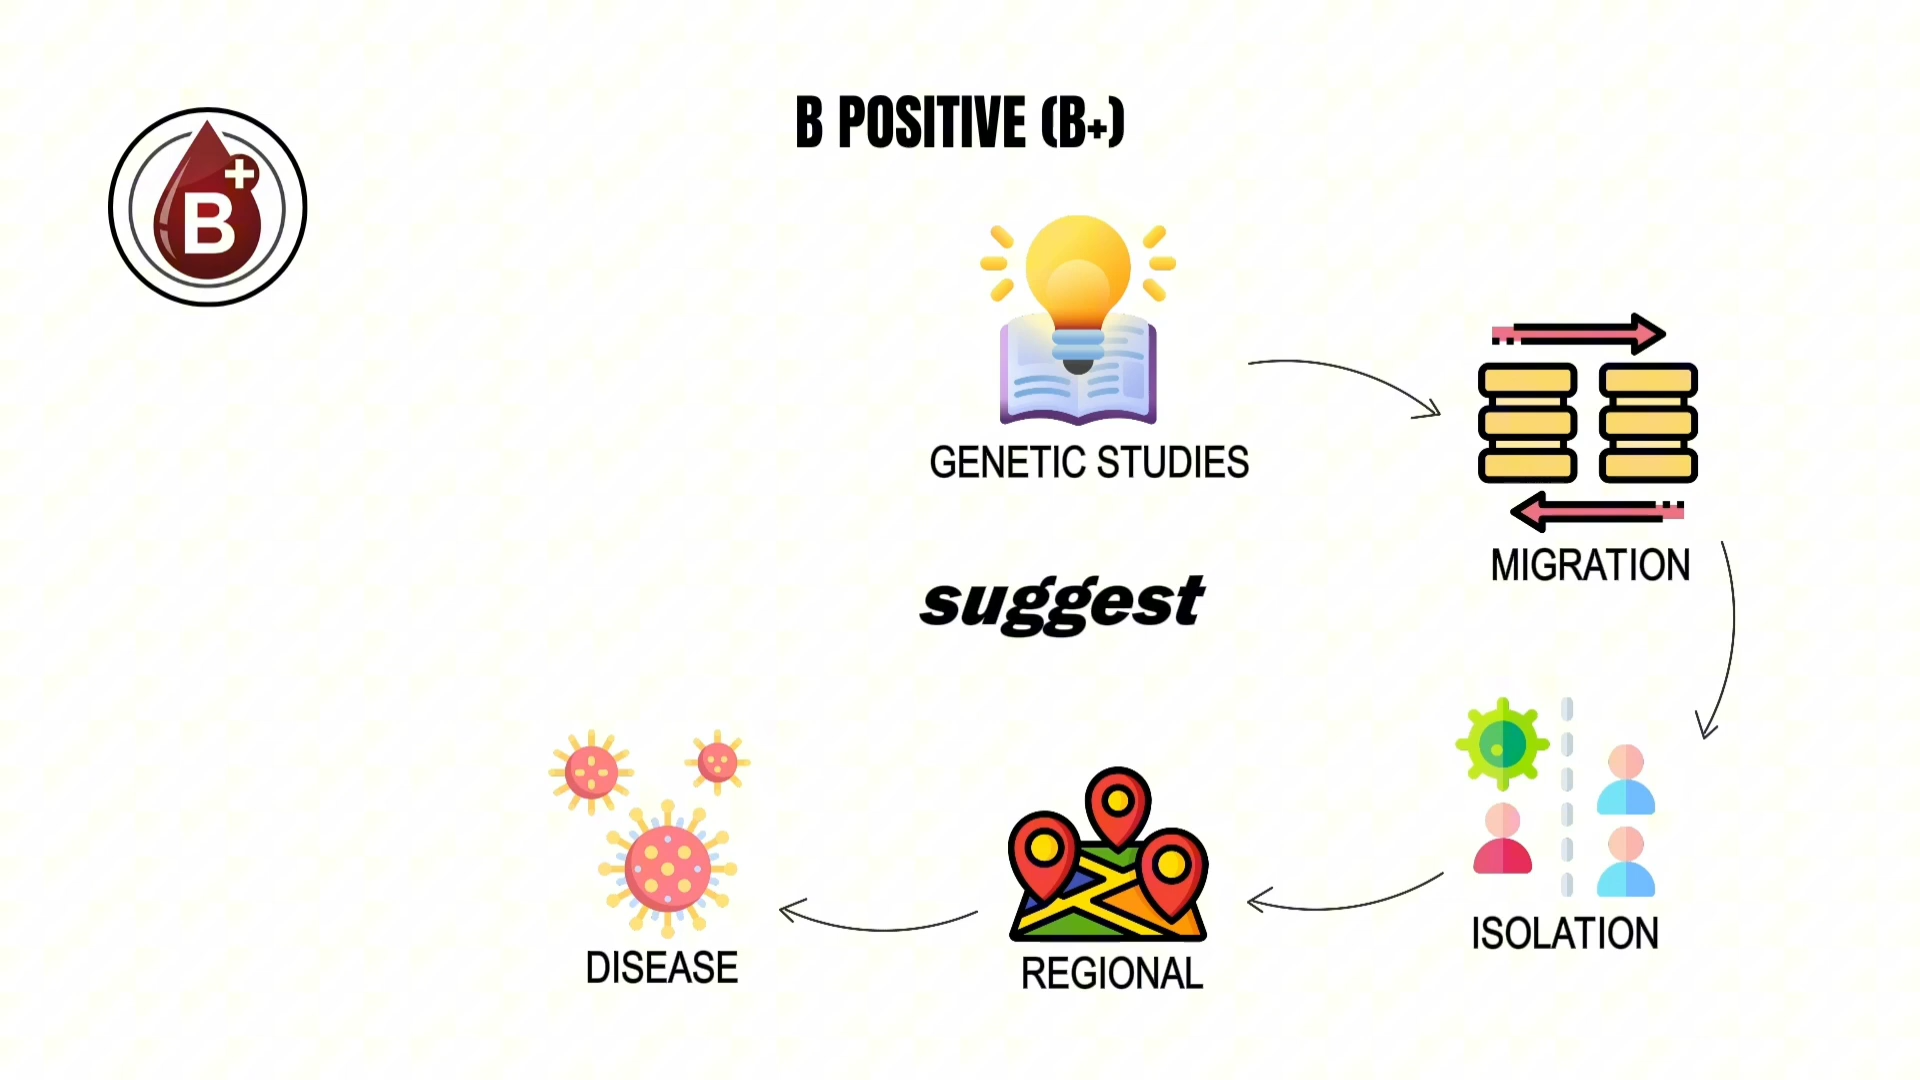 B POSITIVE (B+)
B+
GENETIC STUDIES
MIGRATION
suggest
ISOLATION
REGIONAL
DISEASE